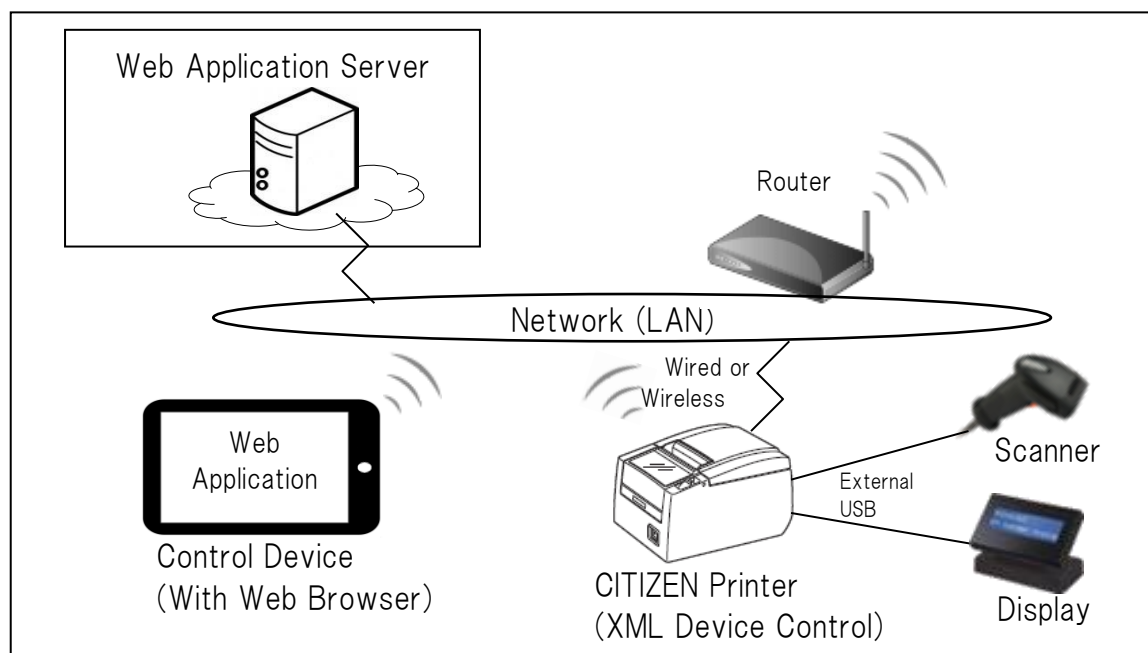 Web Application Server
Router
Network (LAN)
Wired or
Wireless
Web
Application
Scanner
External
USB
Control Device
(With Web Browser)
CITIZEN Printer
(XML Device Control)
Display